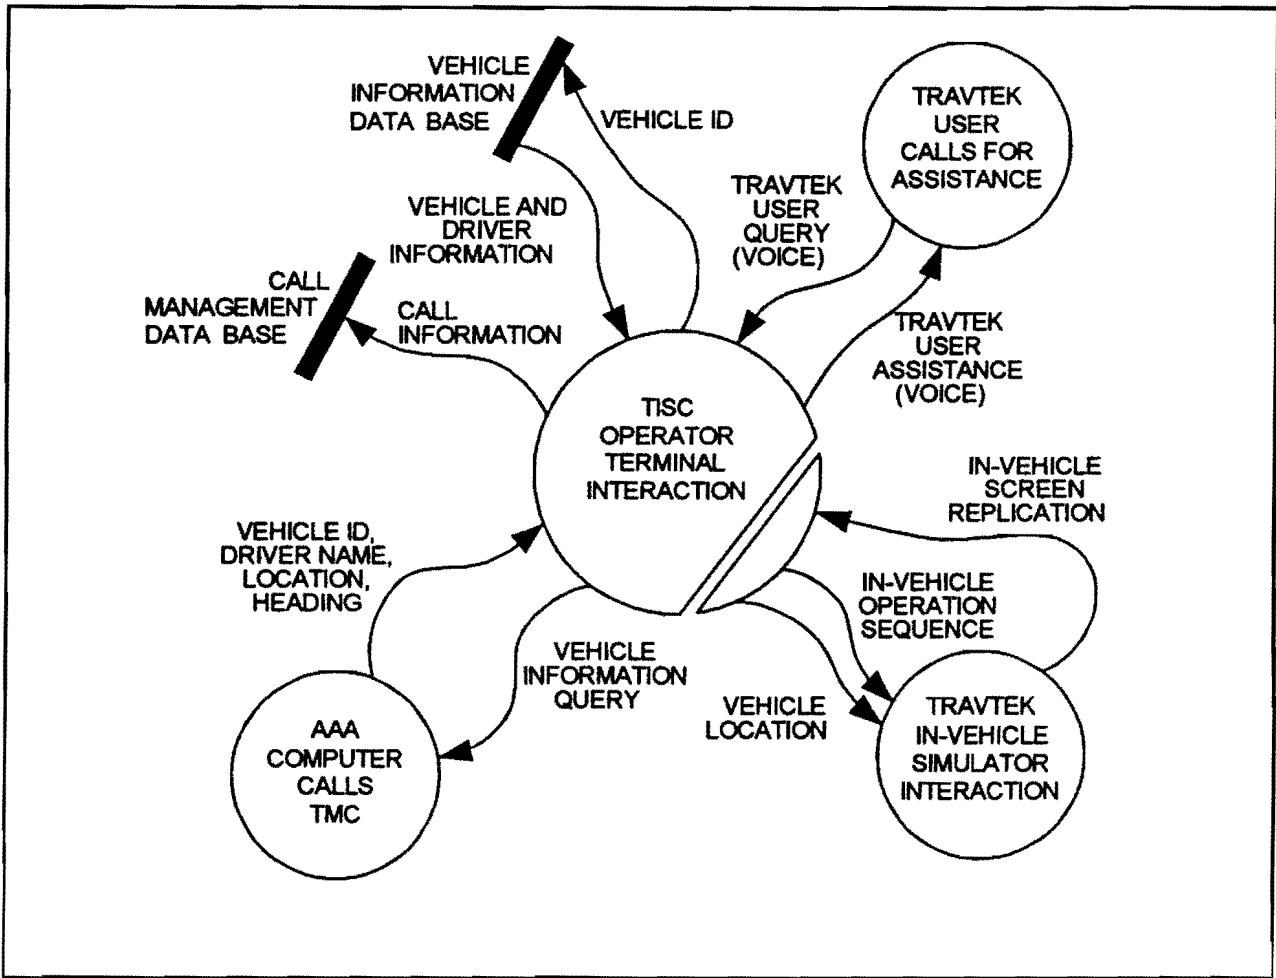 VEHICLE
INFORMATION
DATA BASE
VEHICLE ID
TRAVTEK
USER
CALLS FOR
ASSISTANCE
TRAVTEK
USER
QUERY
(VOICE)
VEHICLE AND
DRIVER
INFORMATION
CALL
MANAGEMENT
DATA BASE
CALL
INFORMATION
TRAVTEK
USER
ASSISTANCE
(VOICE)
TISC
OPERATOR
TERMINAL
INTERACTION
IN-VEHICLE
SCREEN
REPLICATION
VEHICLE ID,
DRIVER NAME,
LOCATION,
HEADING
IN-VEHICLE
OPERATION
SEQUENCE
VEHICLE
INFORMATION
QUERY
VEHICLE
LOCATION
AAA
COMPUTER
CALLS
TMC
TRAVTEK
IN-VEHICLE
SIMULATOR
INTERACTION